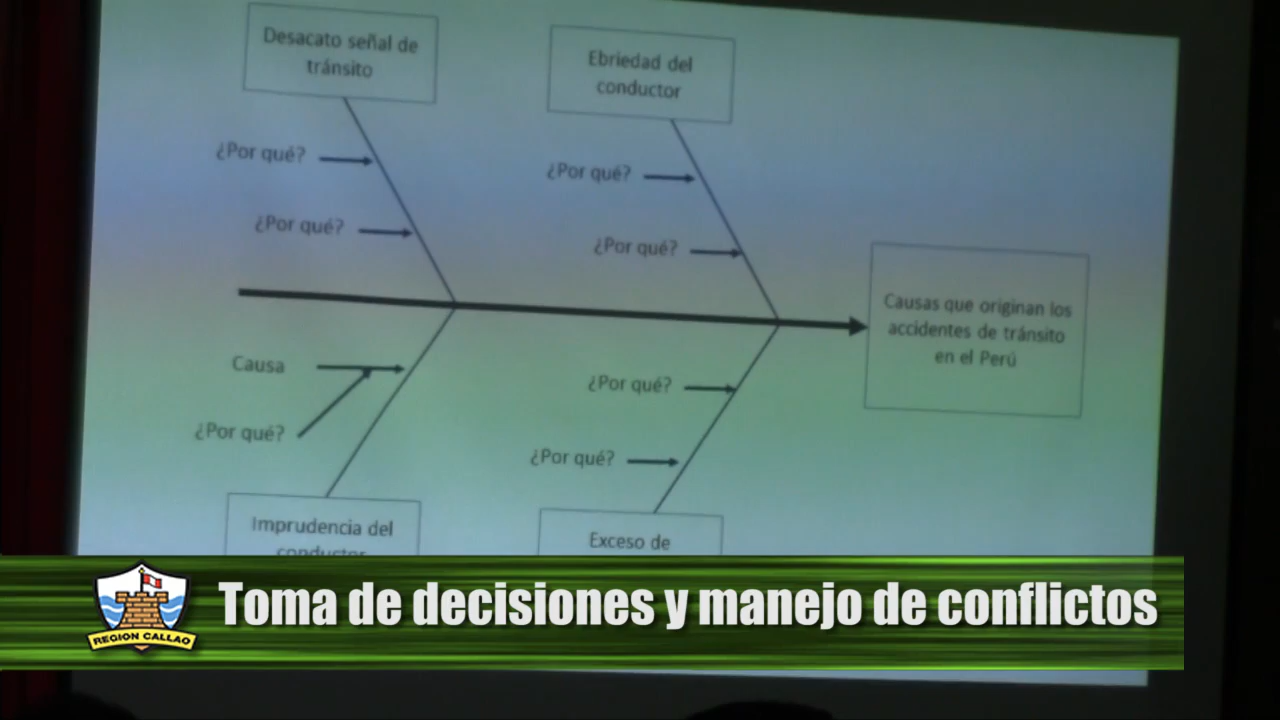 Desacato señal de
tránsito
Ebriedad del
conductor
¿Por qué?
¿Por qué?
¿Por qué?
¿Por qué?
Causas que originan los
accidentes de tránsito
en el Perú
Causa
¿Por qué?
¿Por qué?
¿Por qué?
Imprudencia del
conductor
Exceso de
REGION CALLAO
Toma de decisiones y manejo de conflictos